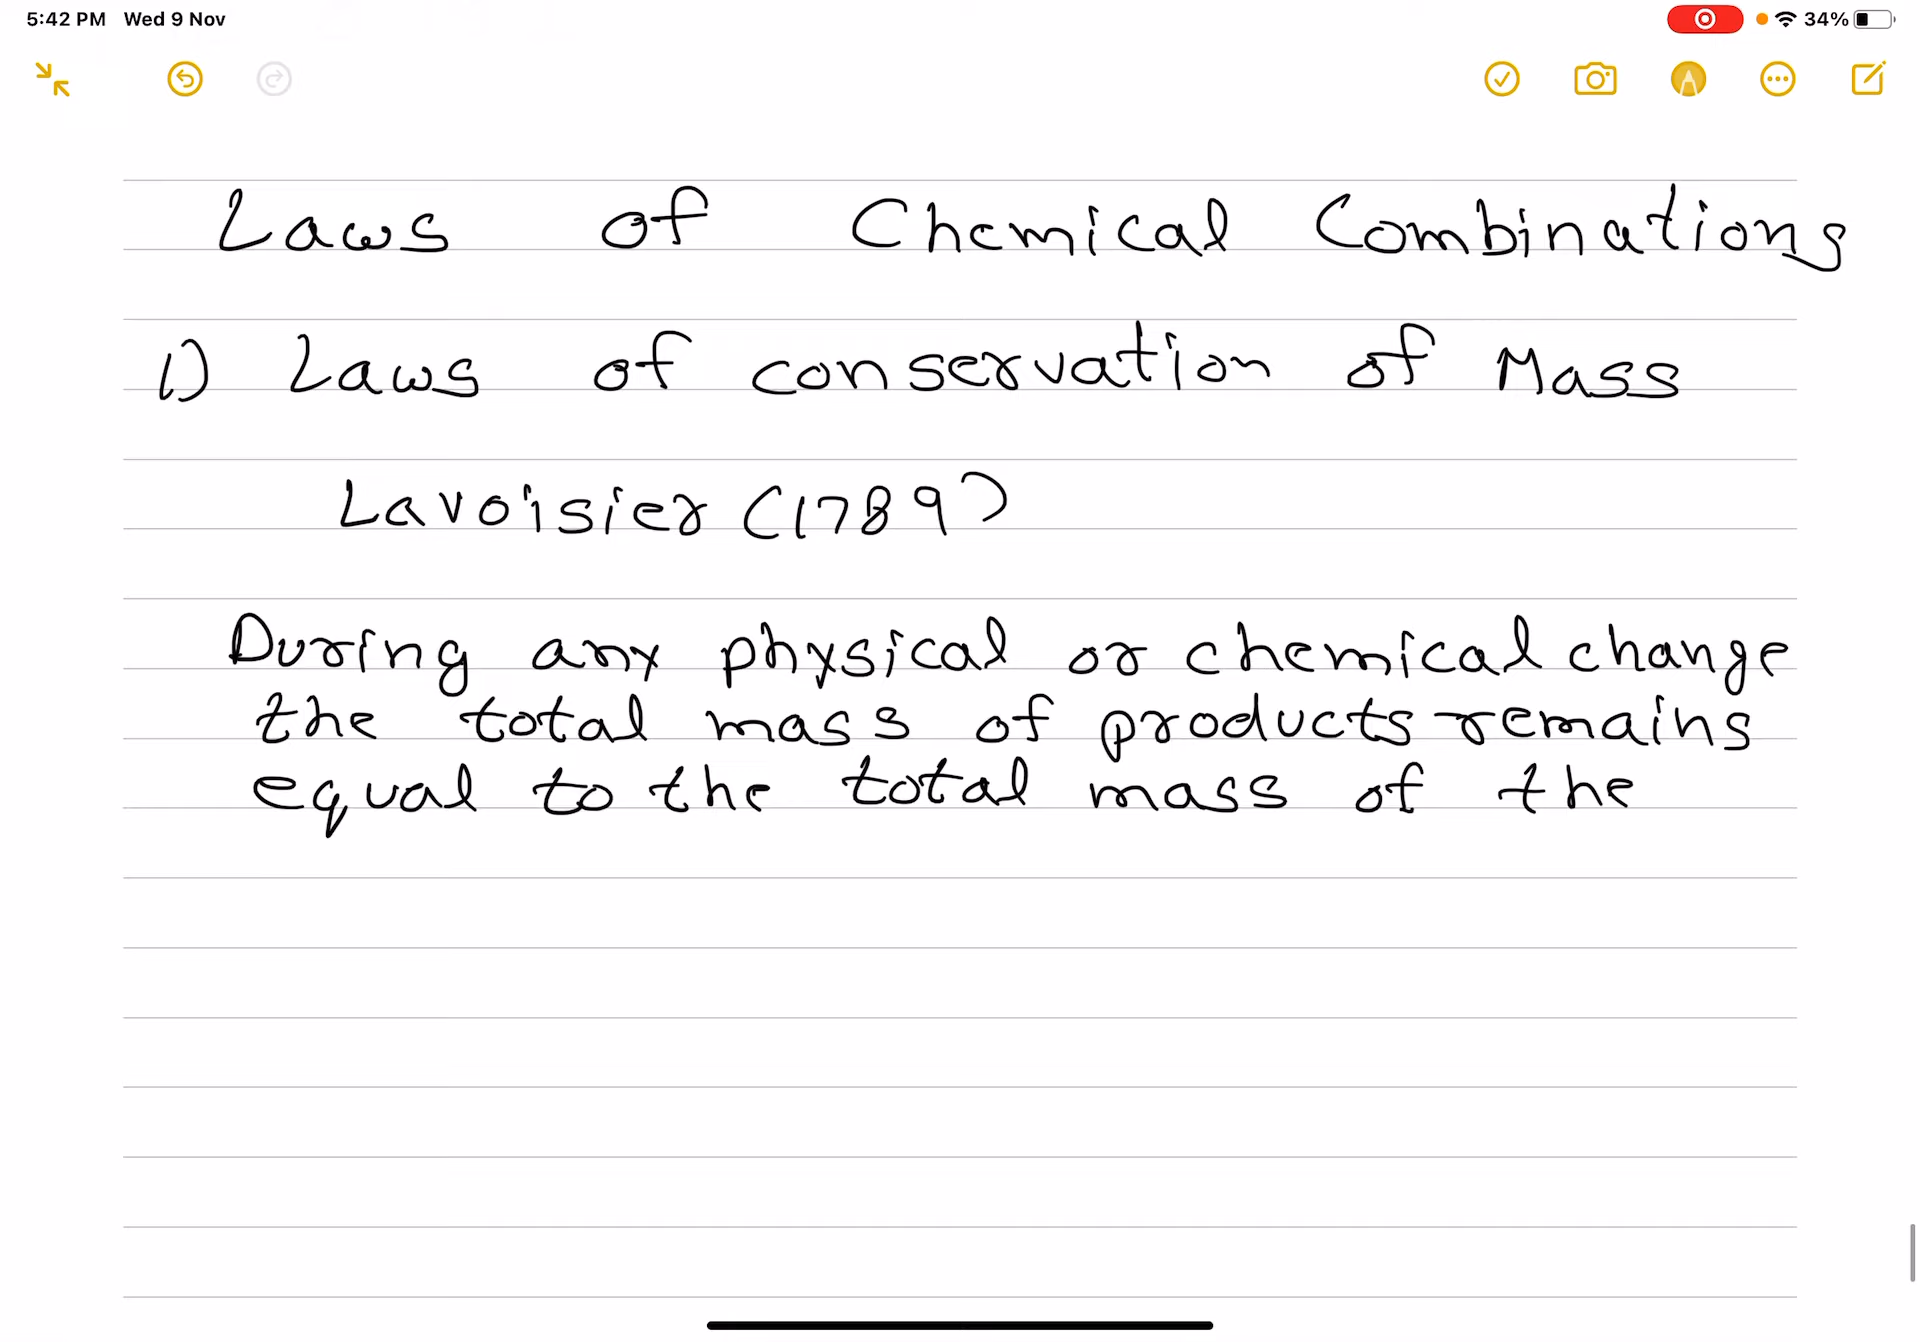 5:42 PM Wed 9 Nov 34%
Laws of Chemical Combinations
1) Laws of conservation of Mass
Lavoisier (1789)
During any physical or chemical change
the total mass of products remains
equal to the total mass of the